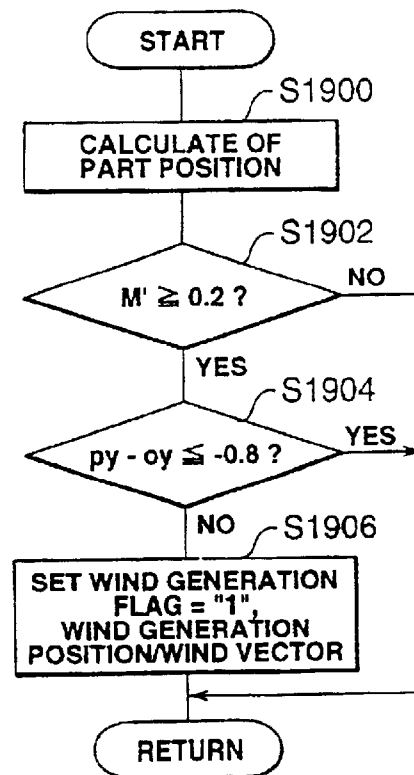 START
S1900
CALCULATE OF
PART POSITION
S1902
M' ≧ 0.2 ?
NO
YES
S1904
py - oy ≦ -0.8 ?
YES
NO
S1906
SET WIND GENERATION
FLAG = "1",
WIND GENERATION
POSITION/WIND VECTOR
RETURN